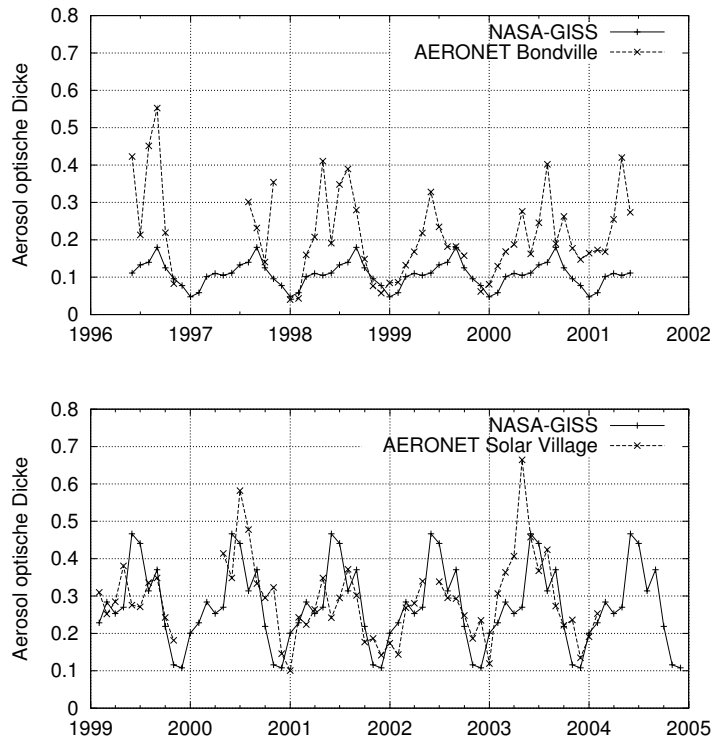 0.8
NASA-GISS
AERONET Bondville
0.7
0.6
0.5
0.4
0.3
0.2
0.1
0
Aerosol optische Dicke
1996 1997 1998 1999 2000 2001 2002
0.8
NASA-GISS
AERONET Solar Village
0.7
0.6
0.5
0.4
0.3
0.2
0.1
0
Aerosol optische Dicke
1999 2000 2001 2002 2003 2004 2005